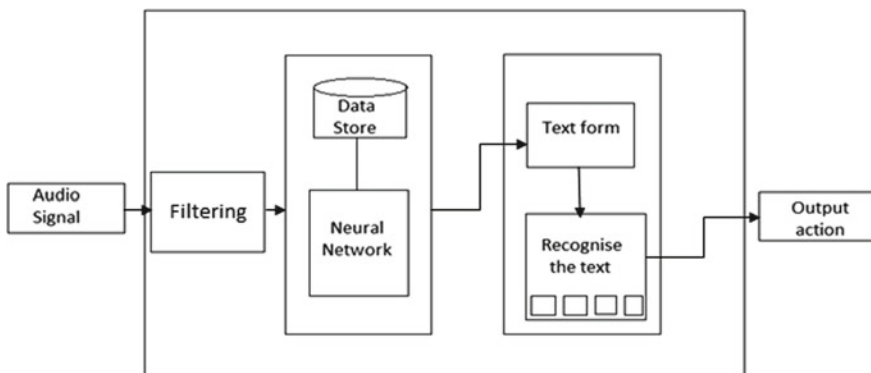 Audio
Signal
Filtering
Data
Store
Neural
Network
Text form
Recognise
the text
Output
action